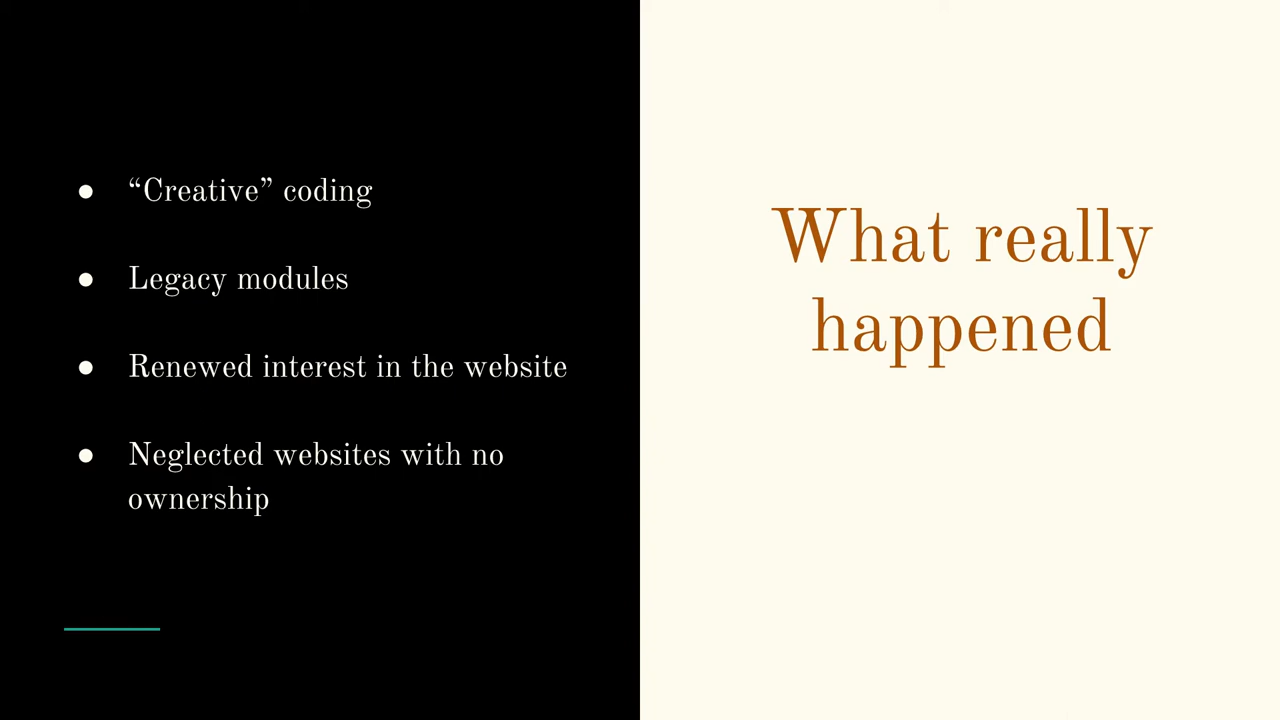 “Creative” coding
Legacy modules
Renewed interest in the website
Neglected websites with no
ownership
What really
happened